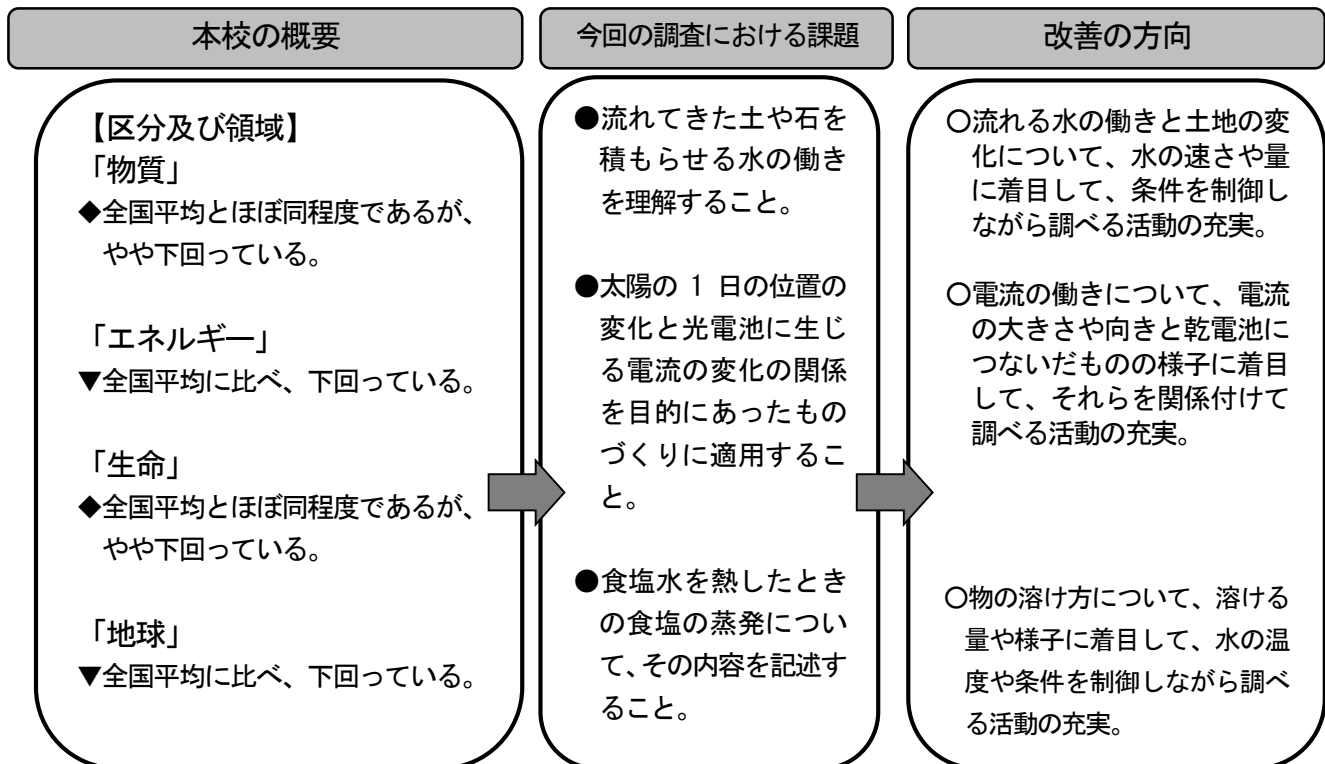 本校の概要
【区分及び領域】
「物質」
◆全国平均とほぼ同程度であるが、
やや下回っている。
「エネルギー」
▼全国平均に比べ、下回っている。
「生命」
◆全国平均とほぼ同程度であるが、
やや下回っている。
「地球」
▼全国平均に比べ、下回っている。
今回の調査における課題
●流れてきた土や石を
積もらせる水の働き
を理解すること。
●太陽の 1 日の位置の
変化と光電池に生じ
る電流の変化の関係
を目的にあったもの
づくりに適用するこ
と。
●食塩水を熱したとき
の食塩の蒸発につい
て、その内容を記述す
ること。
改善の方向
○流れる水の働きと土地の変
化について、水の速さや量
に着目して、条件を制御し
ながら調べる活動の充実。
○電流の働きについて、電流
の大きさや向きと乾電池に
つないだものの様子に着目
して、それらを関係付けて
調べる活動の充実。
○物の溶け方について、溶ける
量や様子に着目して、水の温
度や条件を制御しながら調べ
る活動の充実。